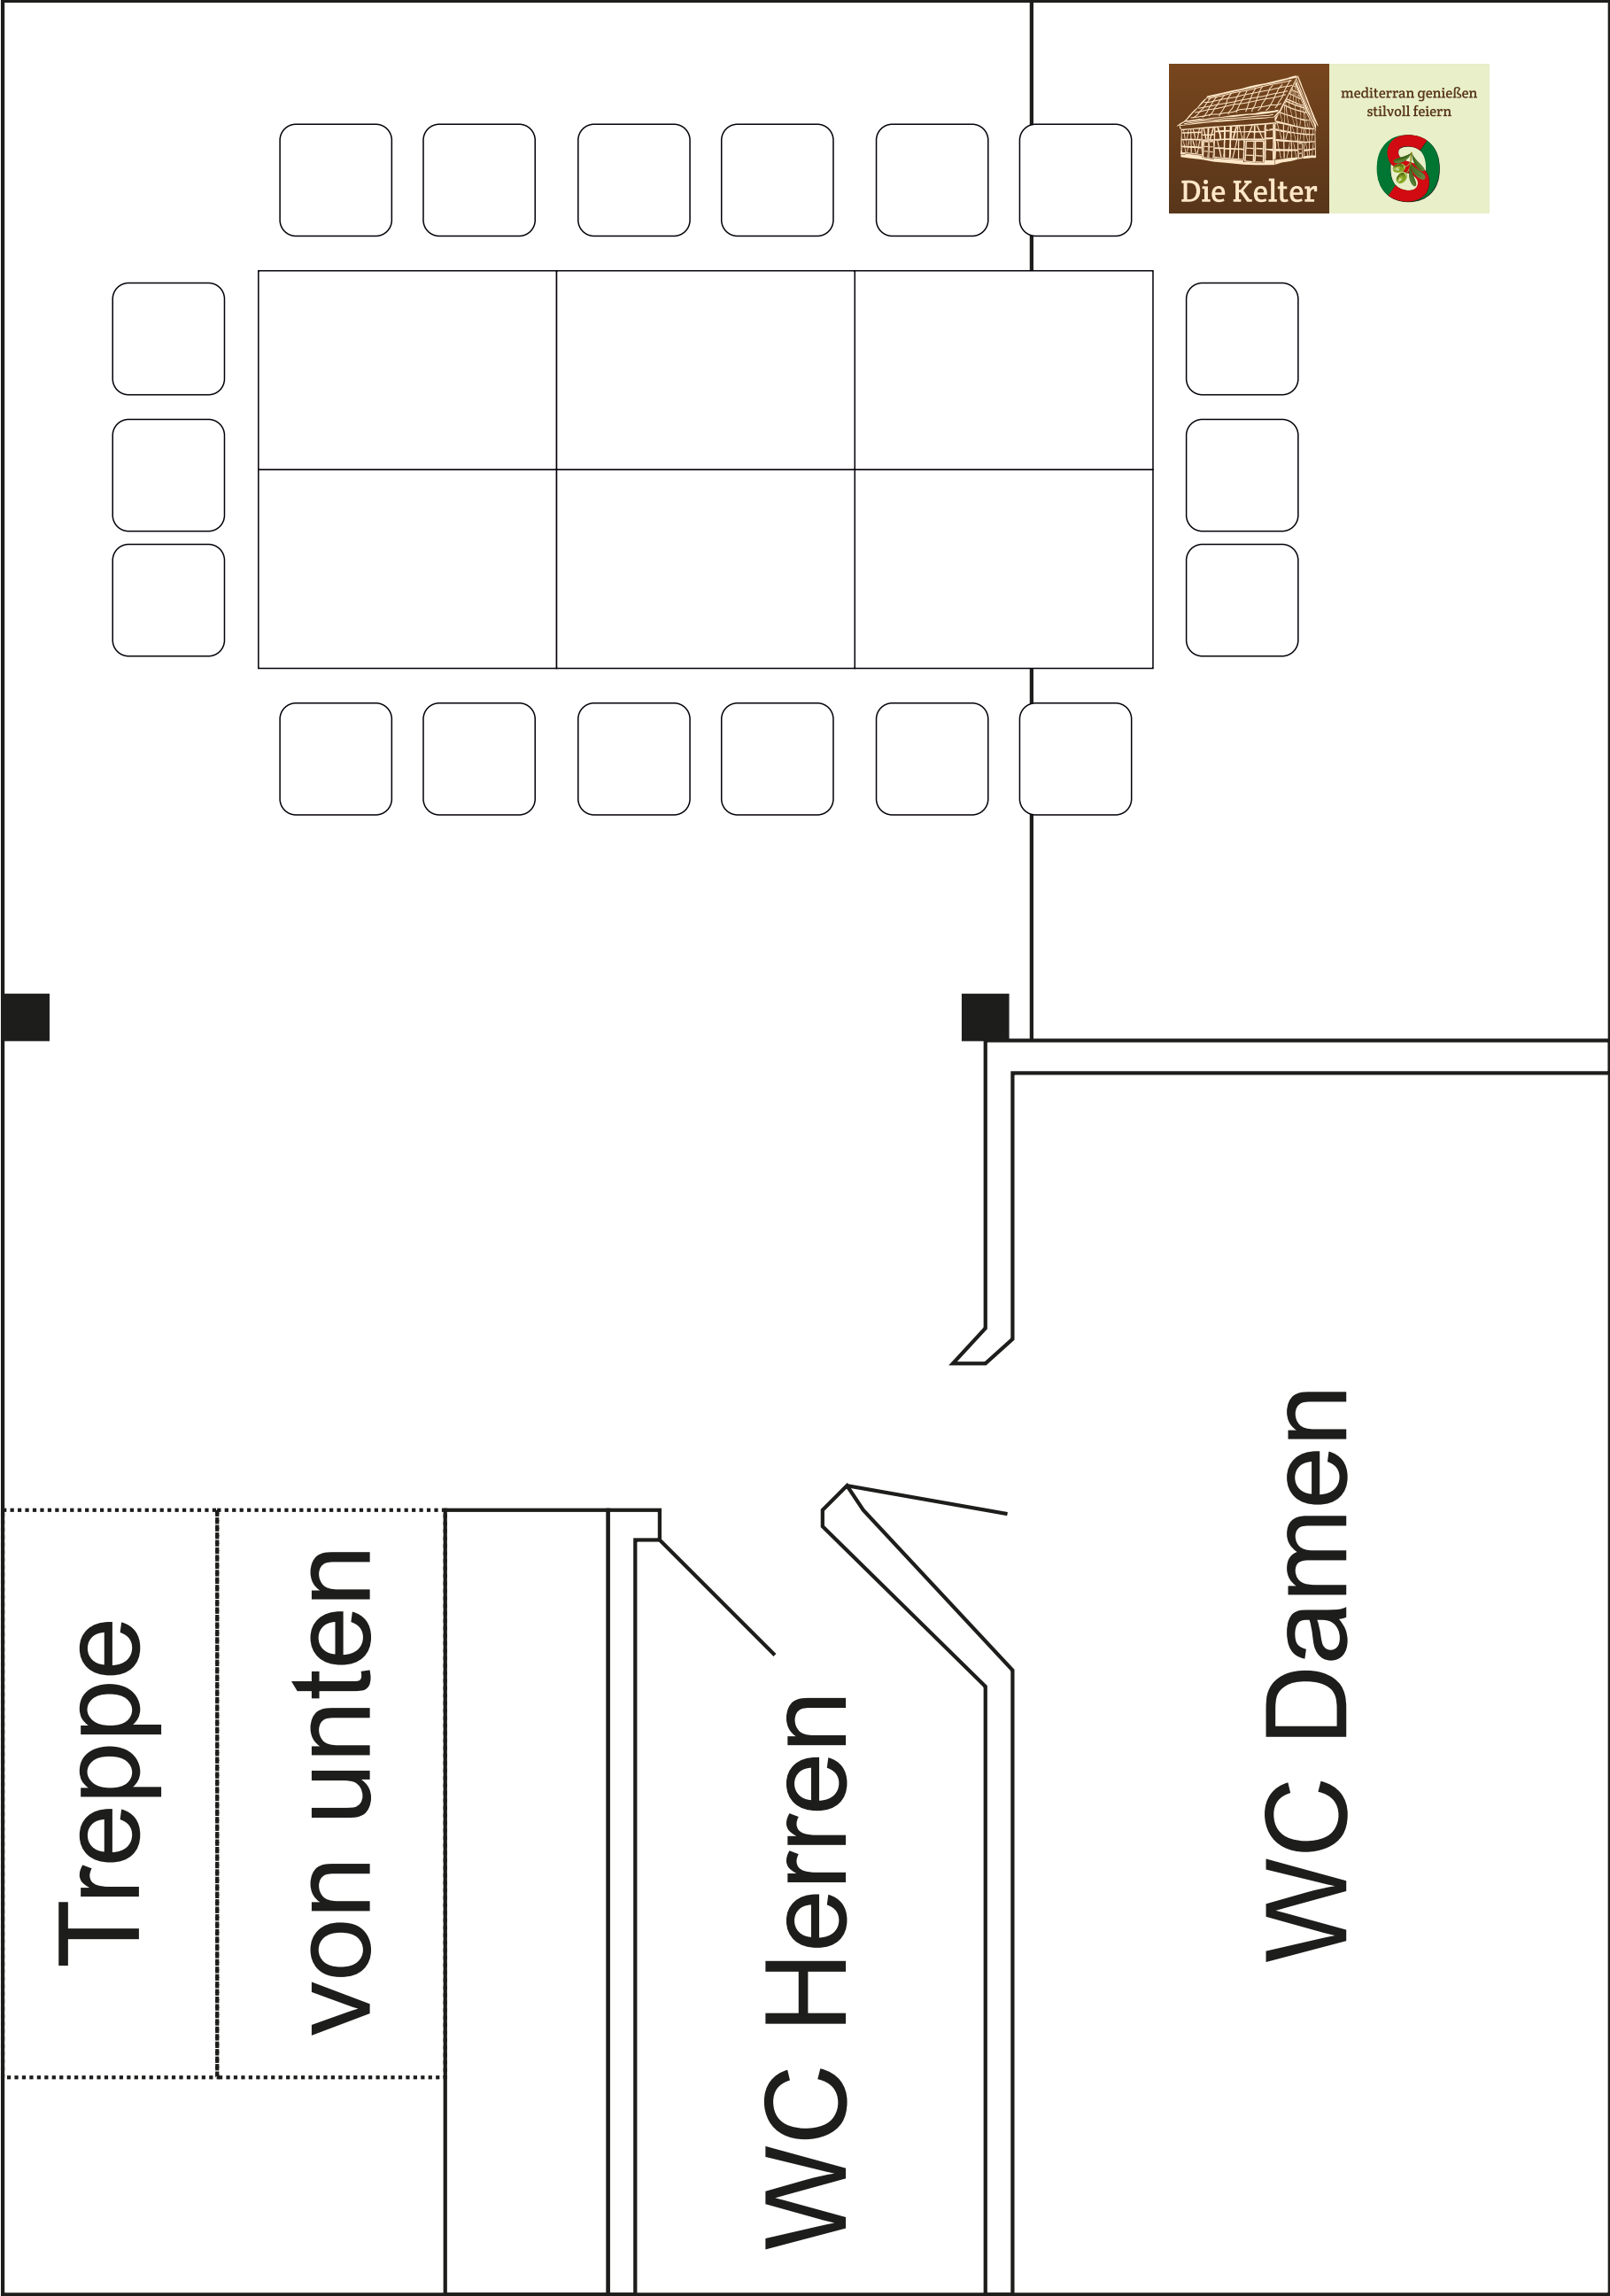 Die Kelter
mediterran genießen
stilvoll feiern
Treppe
von unten
WC Herren
WC Damen